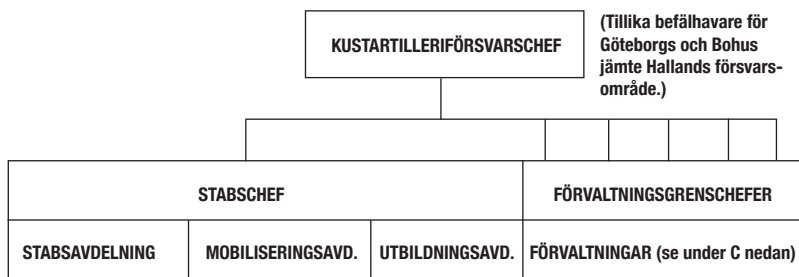 KUSTARTILLERIFÖRSVARSCHEF
(Tillika befälhavare för
Göteborgs och Bohus
jämte Hallands försvars-
område.)
STABSCHEF
FÖRVALTNINGSGRENSCHEFER
STABSAVDELNING
MOBILISERINGSAVD.
UTBILDNINGSAVD.
FÖRVALTNINGAR (se under C nedan)